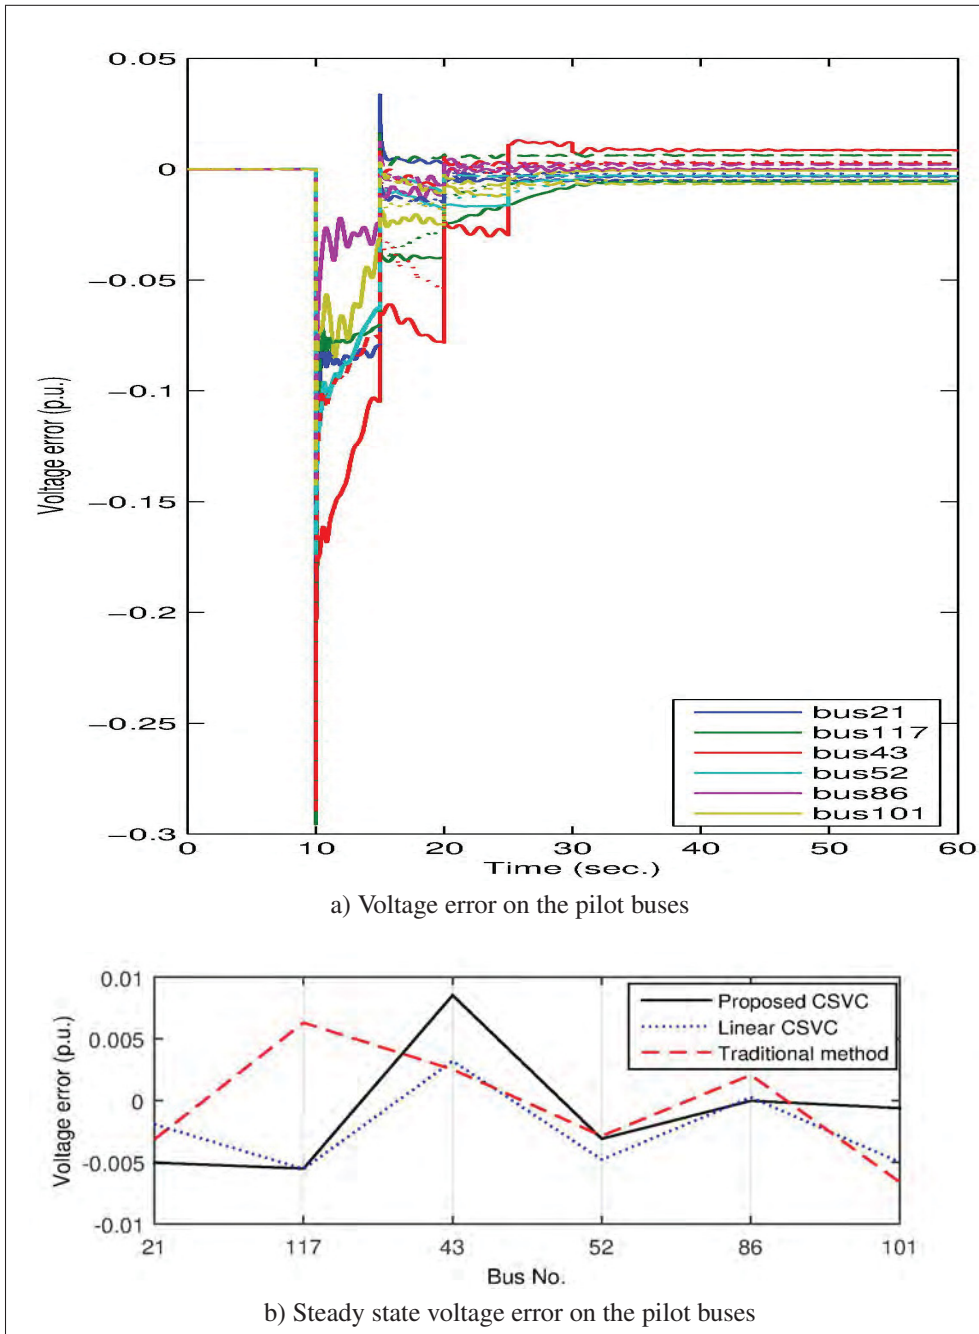 0.05
0
−0.05
−0.1
−0.15
−0.2
−0.25
−0.3
Voltage error (p.u.)
bus21
bus117
bus43
bus52
bus86
bus101
0 10 20 30 40 50 60
Time (sec.)
a) Voltage error on the pilot buses
0.01
0.005
0
-0.005
-0.01
Voltage error (p.u.)
Proposed CSVC
Linear CSVC
Traditional method
21 117 43 52 86 101
Bus No.
b) Steady state voltage error on the pilot buses